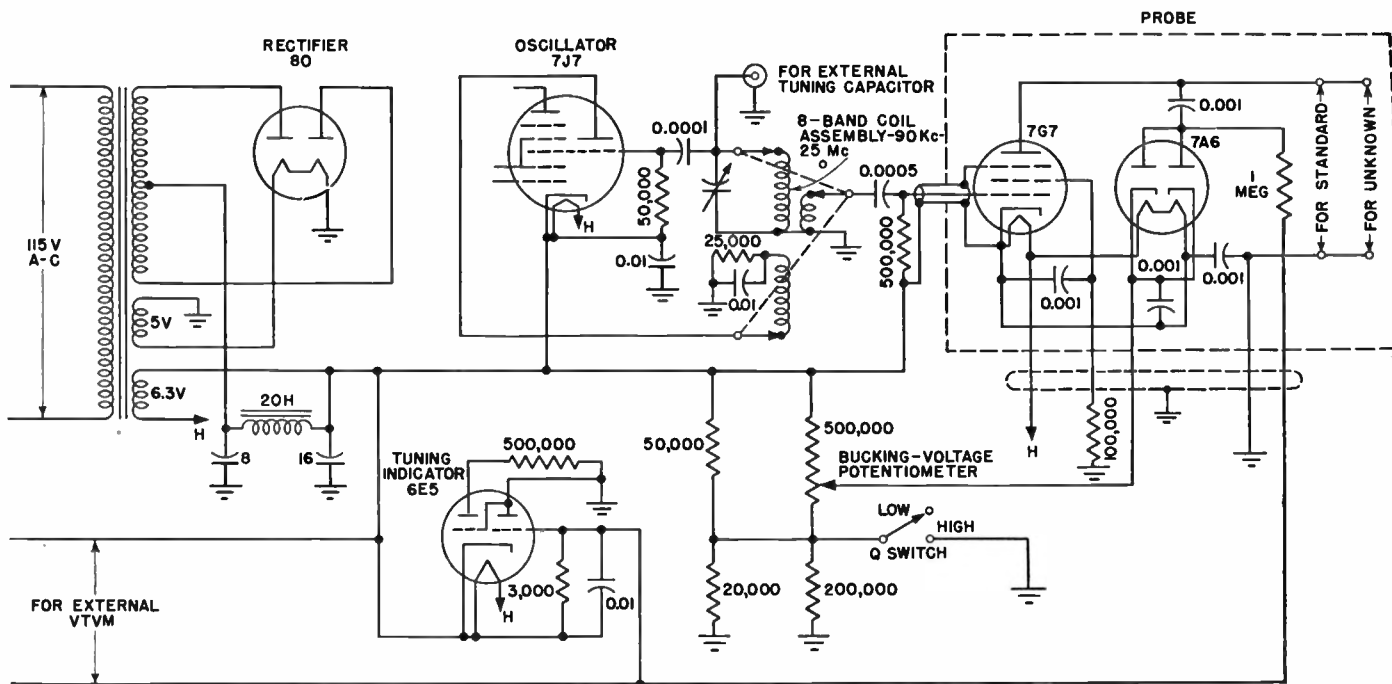 PROBE
RECTIFIER
80
OSCILLATOR
7J7
FOR EXTERNAL
TUNING CAPACITOR
0.0001
8-BAND COIL
ASSEMBLY-90Kc-
25 Mc
7G7
0.001
7A6
0.0005
1
MEG
FOR STANDARD
FOR UNKNOWN
115 V
A-C
50,000
H
25,000
0.01
0.01
500,000
0.001
0.001
0.001
5V
6.3V
H
20H
8
16
TUNING
INDICATOR
6E5
500,000
50,000
500,000
BUCKING-VOLTAGE
POTENTIOMETER
H
100,000
LOW
HIGH
Q SWITCH
3,000
0.01
H
20,000
200,000
FOR EXTERNAL
VTVM